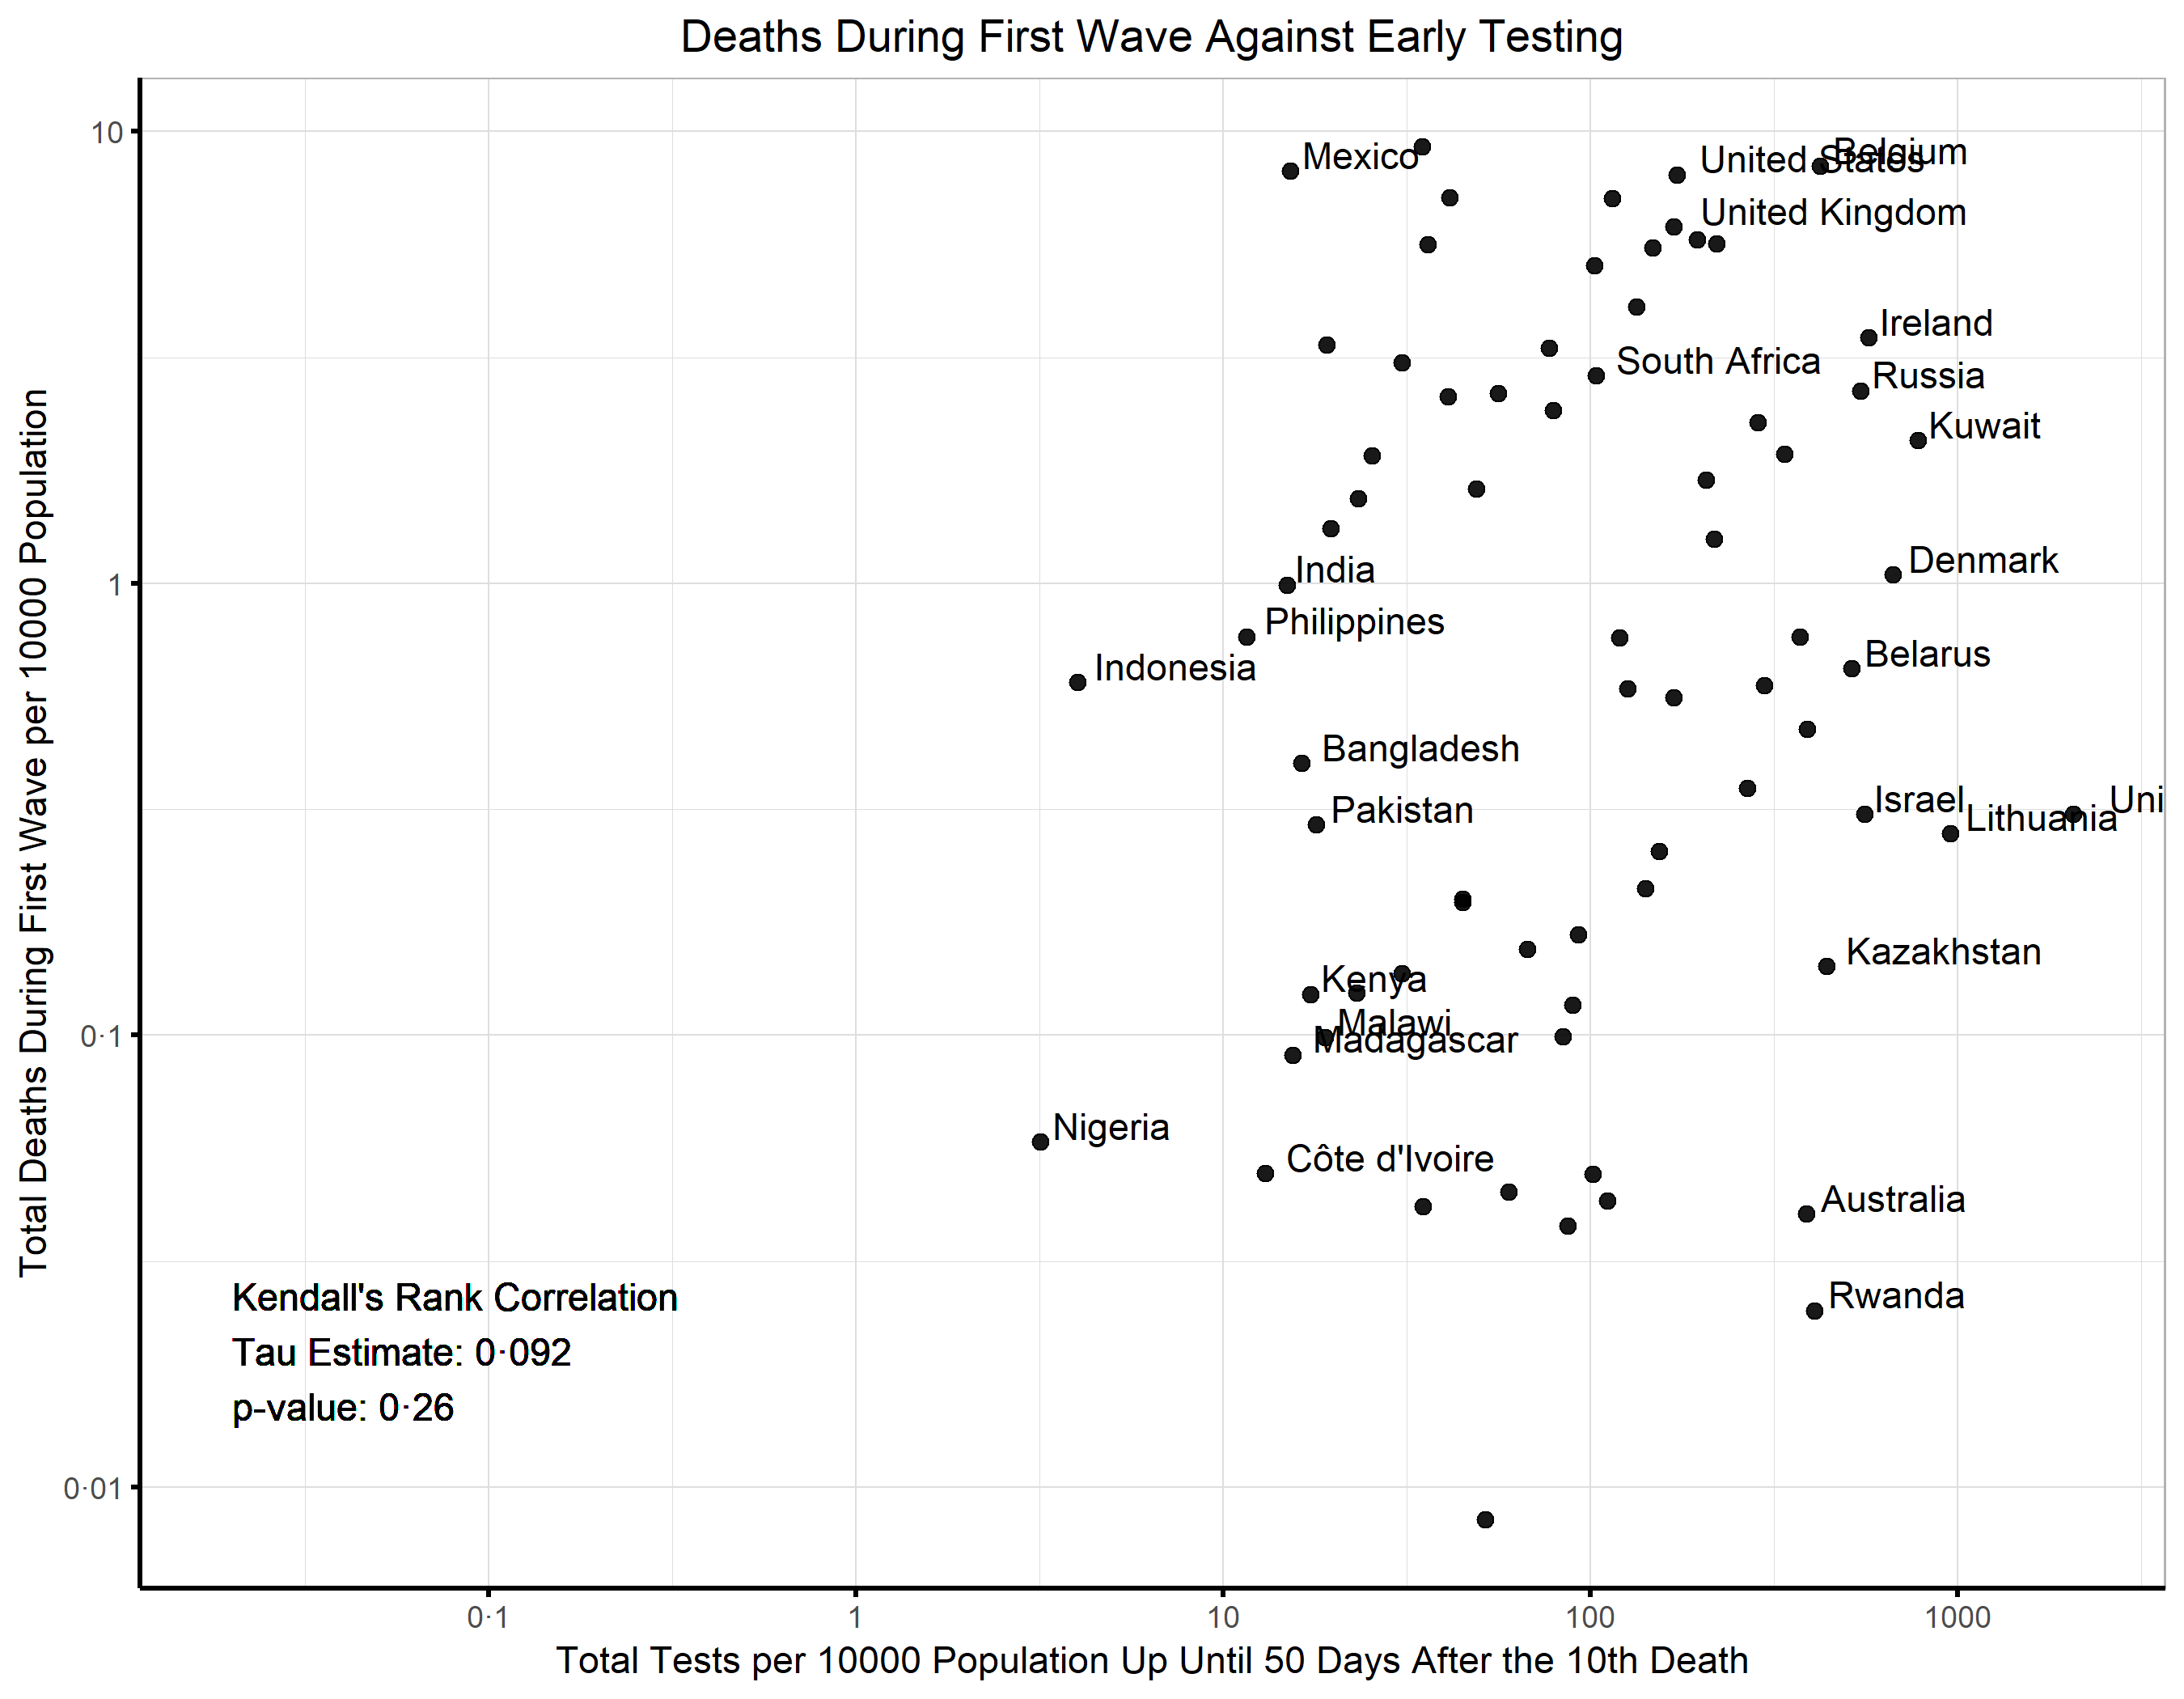 Deaths During First Wave Against Early Testing
Total Deaths During First Wave per 10000 Population
10
1
0·1
0·01
Mexico
United States
Belgium
United Kingdom
Ireland
South Africa
Russia
Kuwait
India
Denmark
Philippines
Indonesia
Belarus
Bangladesh
Pakistan
Israel
Uni
Lithuania
Kazakhstan
Kenya
Malawi
Madagascar
Nigeria
Côte d'Ivoire
Australia
Rwanda
Kendall's Rank Correlation
Tau Estimate: 0·092
p-value: 0·26
0·1
1
10
100
1000
Total Tests per 10000 Population Up Until 50 Days After the 10th Death